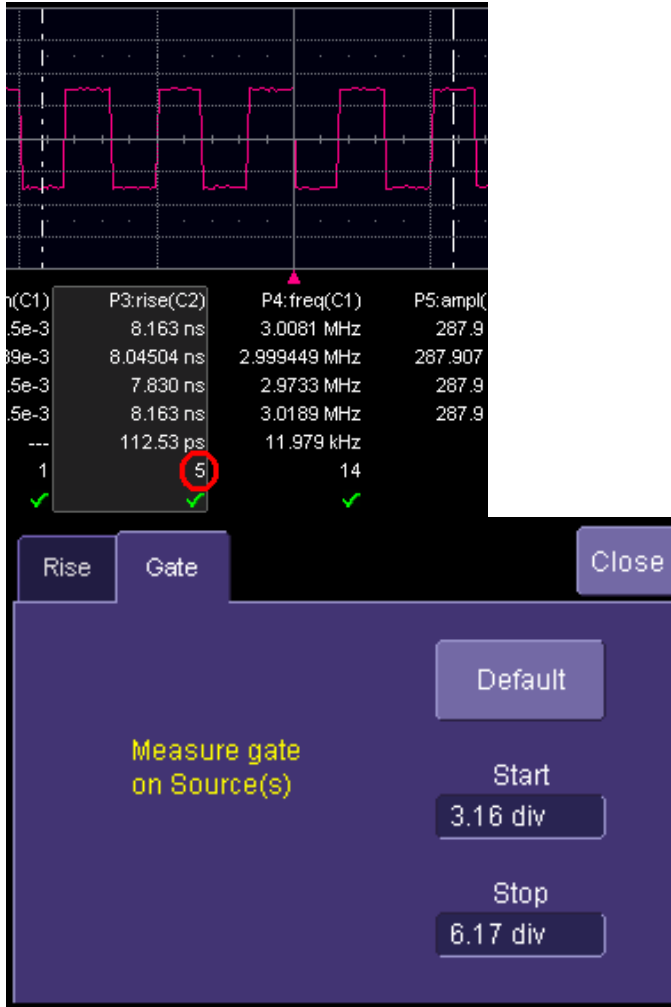 n(C1) P3:rise(C2) P4:freq(C1) P5:ampl(
.5e-3 8.163 ns 3.0081 MHz 287.9
39e-3 8.04504 ns 2.999449 MHz 287.907
.5e-3 7.830 ns 2.9733 MHz 287.9
.5e-3 8.163 ns 3.0189 MHz 287.9
--- 112.53 ps 11.979 kHz
1 5 14
Rise Gate Close
Default
Measure gate
on Source(s)
Start
3.16 div
Stop
6.17 div